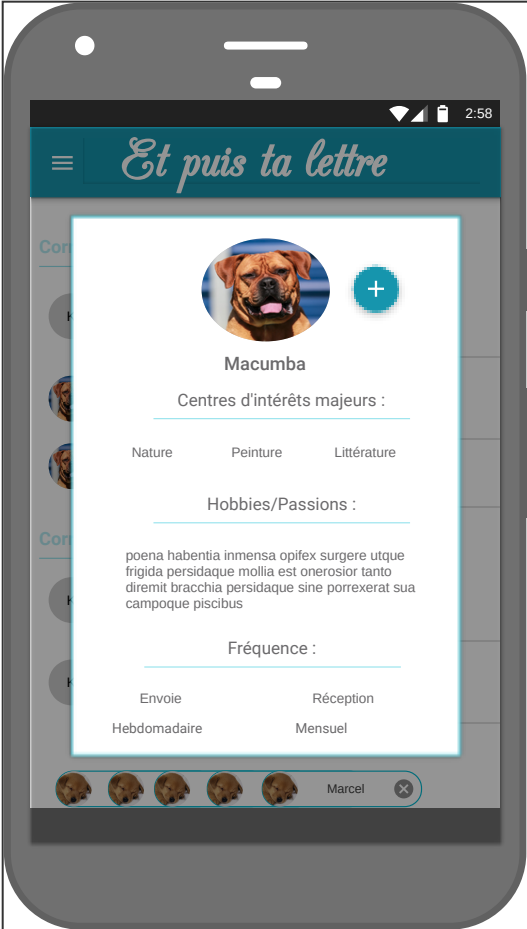 2:58
Et puis ta lettre
Cor
Macumba
Centres d'intérêts majeurs :
Nature Peinture Littérature
Hobbies/Passions :
poena habentia inmensa opifex surgere utque
frigida persidaque mollia est onerosior tanto
diremit bracchia persidaque sine porrexerat sua
campoque piscibus
Cor
Fréquence :
Envoie Réception
Hebdomadaire Mensuel
Marcel